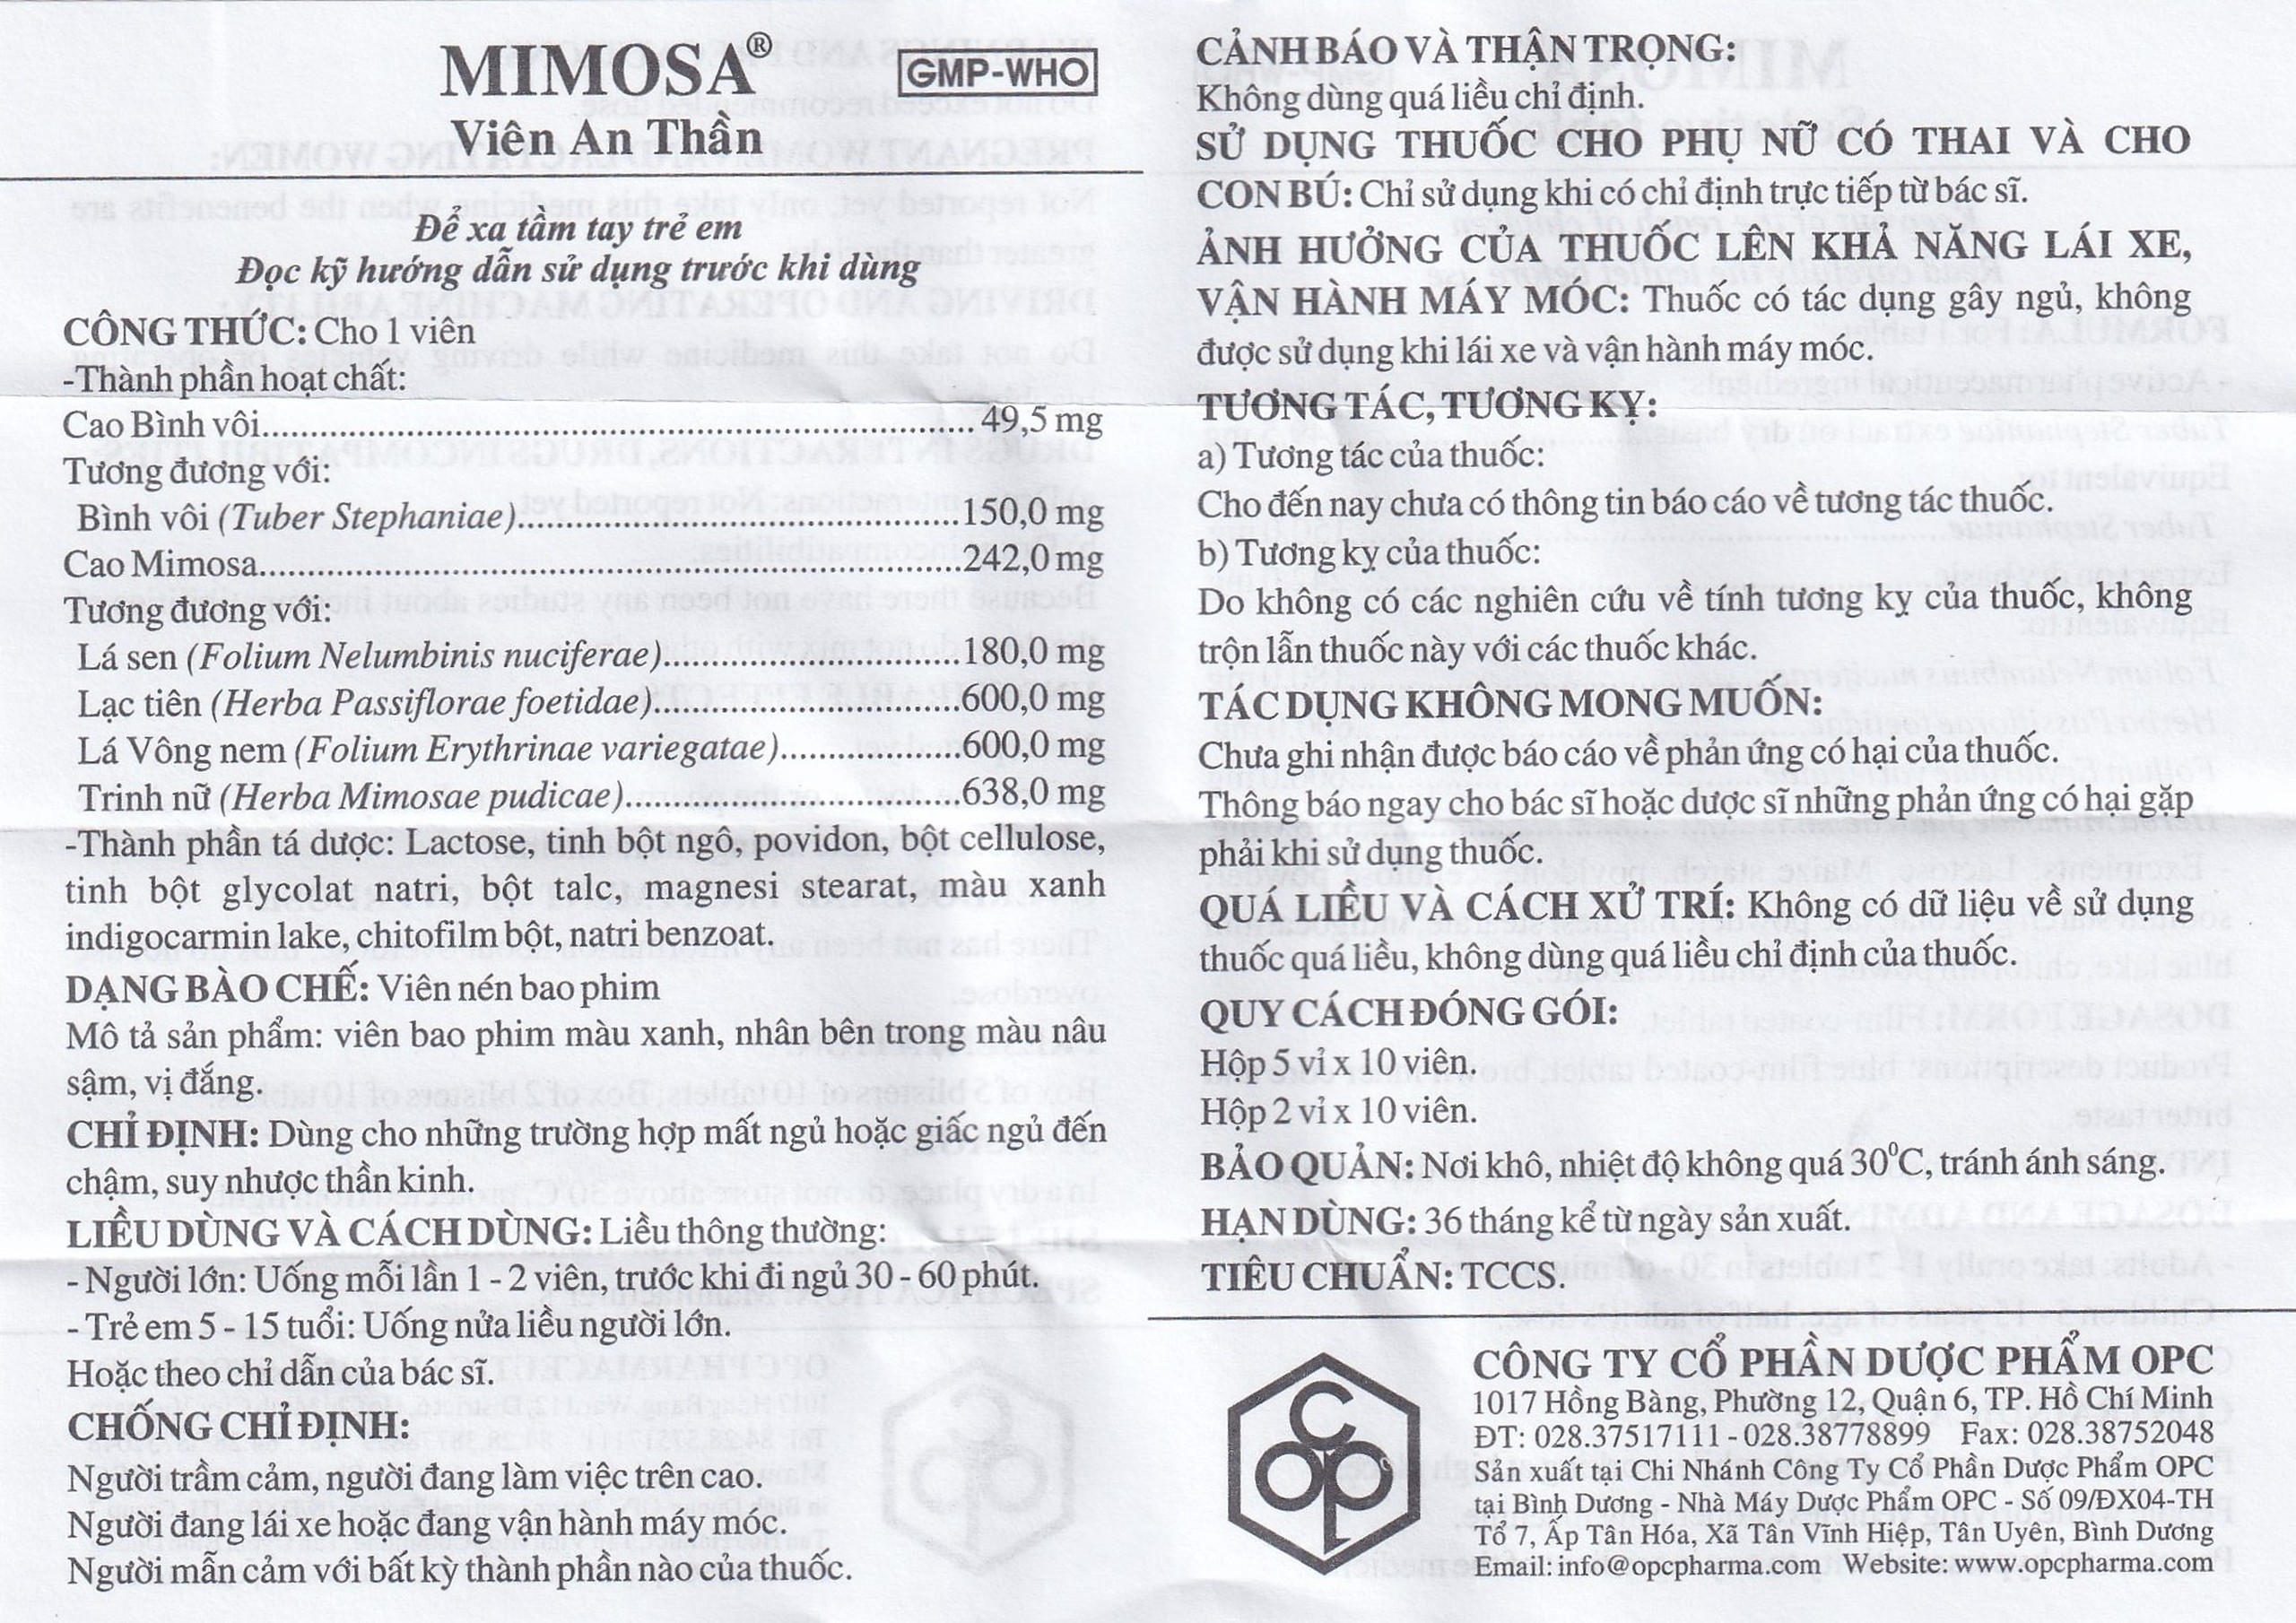 MIMOSA®
GMP-WHO
Viên An Thần
Để xa tầm tay trẻ em
Đọc kỹ hướng dẫn sử dụng trước khi dùng
CÔNG THỨC: Cho 1 viên
-Thành phần hoạt chất:
Cao Bình vôi.......................................................................... 49,5 mg
Tương đương với:
Bình vôi (Tuber Stephaniae)..............................................150,0 mg
Cao Mimosa.........................................................................242,0 mg
Tương đương với:
Lá sen (Folium Nelumbinis nuciferae)...............................180,0 mg
Lạc tiên (Herba Passiflorae foetidae)................................600,0 mg
Lá Vông nem (Folium Erythrinae variegatae)...................600,0 mg
Trinh nữ (Herba Mimosae pudicae)...................................638,0 mg
-Thành phần tá dược: Lactose, tinh bột ngô, povidon, bột cellulose,
tinh bột glycolat natri, bột talc, magnesi stearat, màu xanh
indigocarmin lake, chitofilm bột, natri benzoat.
DẠNG BÀO CHẾ: Viên nén bao phim
Mô tả sản phẩm: viên bao phim màu xanh, nhân bên trong màu nâu
sậm, vị đắng.
CHỈ ĐỊNH: Dùng cho những trường hợp mất ngủ hoặc giấc ngủ đến
chậm, suy nhược thần kinh.
LIỀU DÙNG VÀ CÁCH DÙNG: Liều thông thường:
- Người lớn: Uống mỗi lần 1 - 2 viên, trước khi đi ngủ 30 - 60 phút.
- Trẻ em 5 - 15 tuổi: Uống nửa liều người lớn.
Hoặc theo chỉ dẫn của bác sĩ.
CHỐNG CHỈ ĐỊNH:
Người trầm cảm, người đang làm việc trên cao.
Người đang lái xe hoặc đang vận hành máy móc.
Người mẫn cảm với bất kỳ thành phần nào của thuốc.
CẢNH BÁO VÀ THẬN TRỌNG:
Không dùng quá liều chỉ định.
SỬ DỤNG THUỐC CHO PHỤ NỮ CÓ THAI VÀ CHO
CON BÚ: Chỉ sử dụng khi có chỉ định trực tiếp từ bác sĩ.
ẢNH HƯỞNG CỦA THUỐC LÊN KHẢ NĂNG LÁI XE,
VẬN HÀNH MÁY MÓC: Thuốc có tác dụng gây ngủ, không
được sử dụng khi lái xe và vận hành máy móc.
TƯƠNG TÁC, TƯƠNG KỴ:
a) Tương tác của thuốc:
Cho đến nay chưa có thông tin báo cáo về tương tác thuốc.
b) Tương kỵ của thuốc:
Do không có các nghiên cứu về tính tương kỵ của thuốc, không
trộn lẫn thuốc này với các thuốc khác.
TÁC DỤNG KHÔNG MONG MUỐN:
Chưa ghi nhận được báo cáo về phản ứng có hại của thuốc.
Thông báo ngay cho bác sĩ hoặc dược sĩ những phản ứng có hại gặp
phải khi sử dụng thuốc.
QUÁ LIỀU VÀ CÁCH XỬ TRÍ: Không có dữ liệu về sử dụng
thuốc quá liều, không dùng quá liều chỉ định của thuốc.
QUY CÁCH ĐÓNG GÓI:
Hộp 5 vỉ x 10 viên.
Hộp 2 vỉ x 10 viên.
BẢO QUẢN: Nơi khô, nhiệt độ không quá 30⁰C, tránh ánh sáng.
HẠN DÙNG: 36 tháng kể từ ngày sản xuất.
TIÊU CHUẨN: TCCS.
opc
CÔNG TY CỔ PHẦN DƯỢC PHẨM OPC
1017 Hồng Bàng, Phường 12, Quận 6, TP. Hồ Chí Minh
ĐT: 028.37517111 - 028.38778899 Fax: 028.38752048
Sản xuất tại Chi Nhánh Công Ty Cổ Phần Dược Phẩm OPC
tại Bình Dương - Nhà Máy Dược Phẩm OPC - Số 09/ĐX04-TH
Tổ 7, Ấp Tân Hóa, Xã Tân Vĩnh Hiệp, Tân Uyên, Bình Dương
Email: info@opcpharma.com Website: www.opcpharma.com